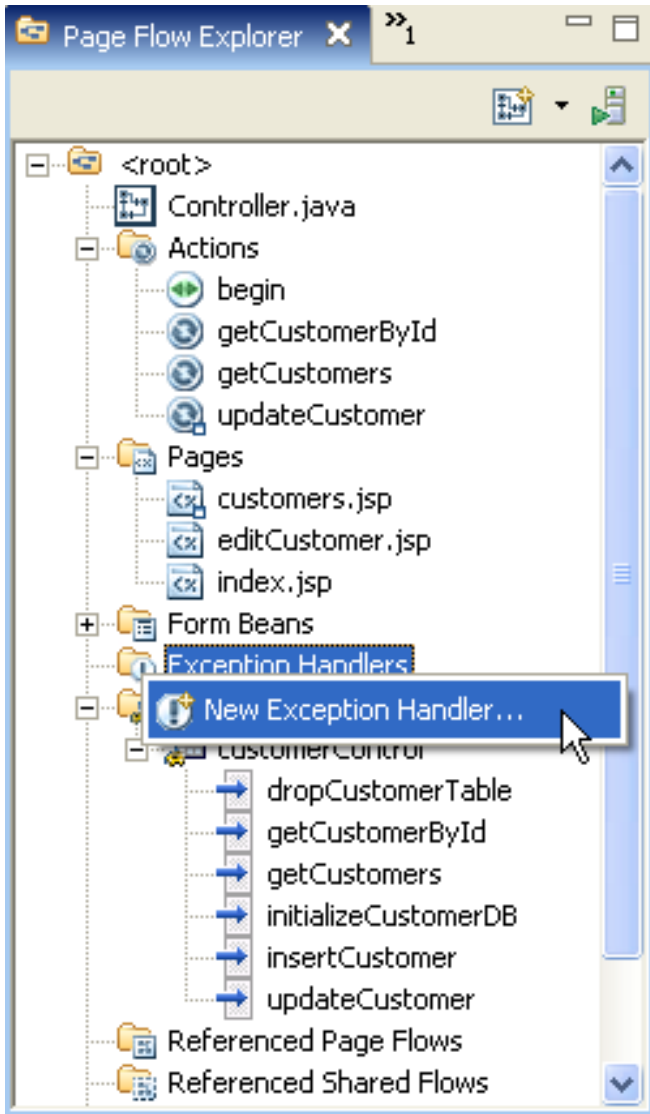 Page Flow Explorer
»1
<root>
Controller.java
Actions
begin
getCustomerById
getCustomers
updateCustomer
Pages
customers.jsp
editCustomer.jsp
index.jsp
Form Beans
Exception Handlers
New Exception Handler...
customerControl
dropCustomerTable
getCustomerById
getCustomers
initializeCustomerDB
insertCustomer
updateCustomer
Referenced Page Flows
Referenced Shared Flows